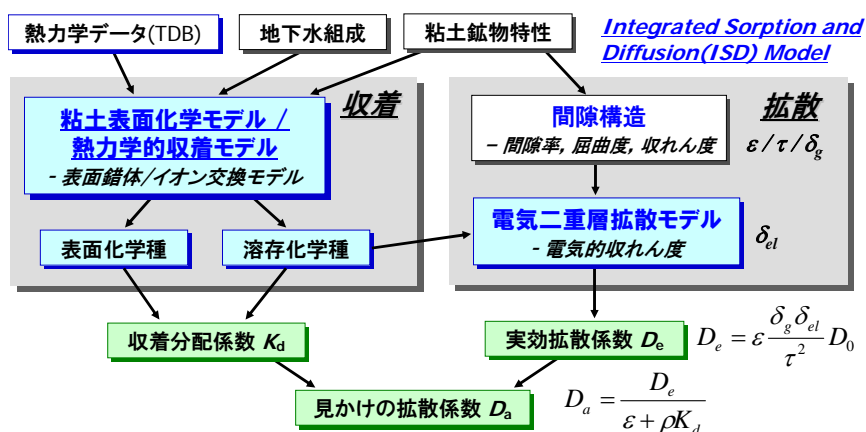 熱力学データ(TDB)
地下水組成
粘土鉱物特性
Integrated Sorption and
Diffusion(ISD) Model
収着
粘土表面化学モデル /
熱力学的収着モデル
- 表面錯体/イオン交換モデル
表面化学種
溶存化学種
拡散
間隙構造
– 間隙率, 屈曲度, 収れん度
ε / τ / δg
電気二重層拡散モデル
- 電気的収れん度
δel
収着分配係数 Kd
実効拡散係数 De
De = ε δg δel / τ² D0
見かけの拡散係数 Da
Da = De / ε + ρKd